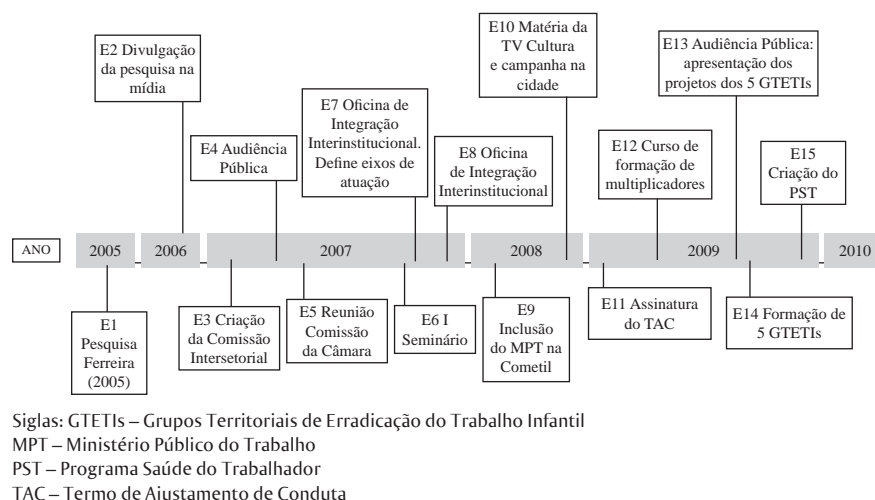 E2 Divulgação
da pesquisa na
mídia
E4 Audiência
Pública
E7 Oficina de
Integração
Interinstitucional.
Define eixos de
atuação
E8 Oficina
de Integração
Interinstitucional
E10 Matéria da
TV Cultura
e campanha na
cidade
E12 Curso de
formação de
multiplicadores
E13 Audiência Pública:
apresentação dos
projetos dos 5 GTETIs
E15
Criação do
PST
ANO
2005
2006
2007
2008
2009
2010
E1
Pesquisa
Ferreira
(2005)
E3 Criação
da Comissão
Intersetorial
E5 Reunião
Comissão
da Câmara
E6 I
Seminário
E9
Inclusão
do MPT na
Cometil
E11 Assinatura
do TAC
E14 Formação de
5 GTETIs
Siglas: GTETIs – Grupos Territoriais de Erradicação do Trabalho Infantil
MPT – Ministério Público do Trabalho
PST – Programa Saúde do Trabalhador
TAC – Termo de Ajustamento de Conduta